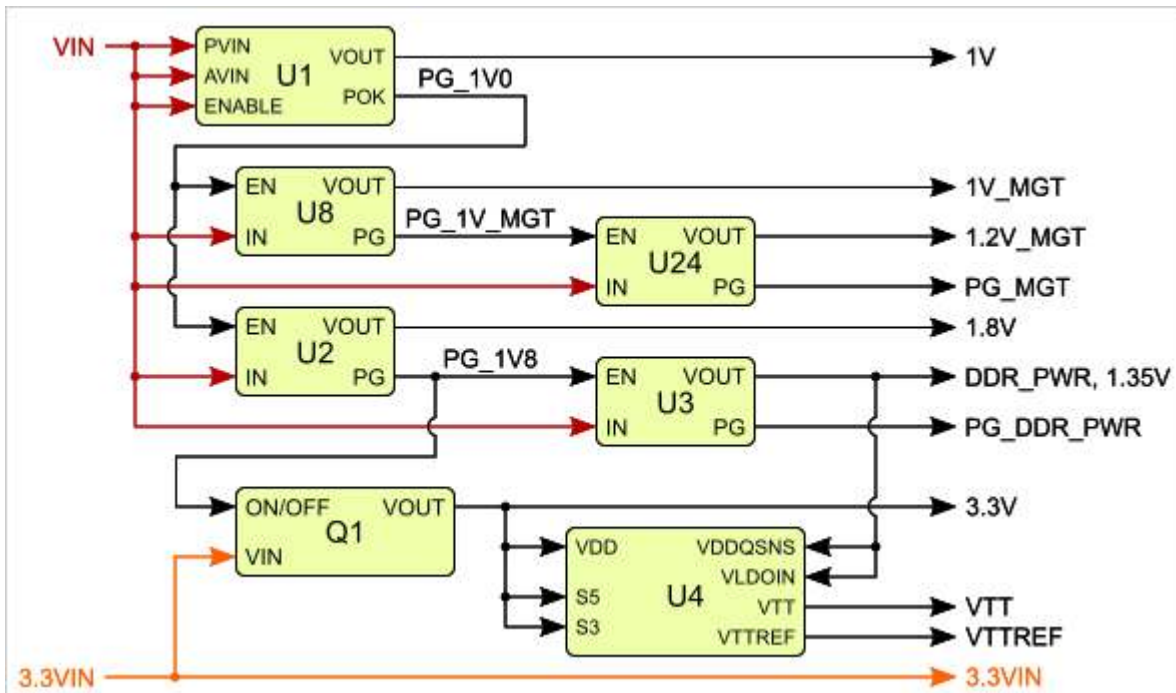 VIN
PVIN
AVIN
ENABLE
U1
VOUT
POK
PG_1V0
1V
EN
IN
U8
VOUT
PG
PG_1V_MGT
1V_MGT
EN
IN
U24
VOUT
PG
1.2V_MGT
PG_MGT
EN
IN
U2
VOUT
PG
1.8V
PG_1V8
EN
IN
U3
VOUT
PG
DDR_PWR, 1.35V
PG_DDR_PWR
ON/OFF
VIN
Q1
VOUT
3.3V
VDD
S5
S3
U4
VDDQSNS
VLDOIN
VTT
VTTREF
VTT
VTTREF
3.3VIN
3.3VIN